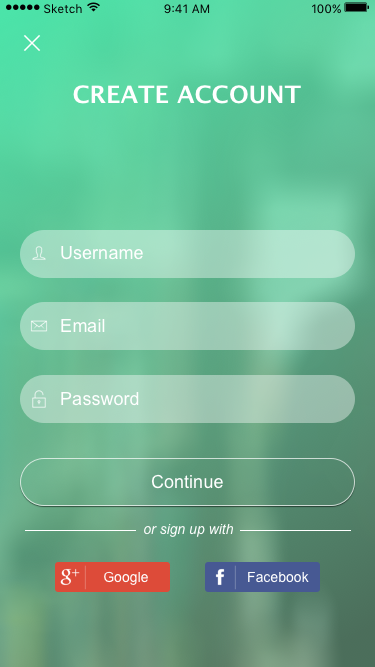 Sketch 9:41 AM 100%
CREATE ACCOUNT
Username
Email
Password
Continue
or sign up with
g+ Google f Facebook